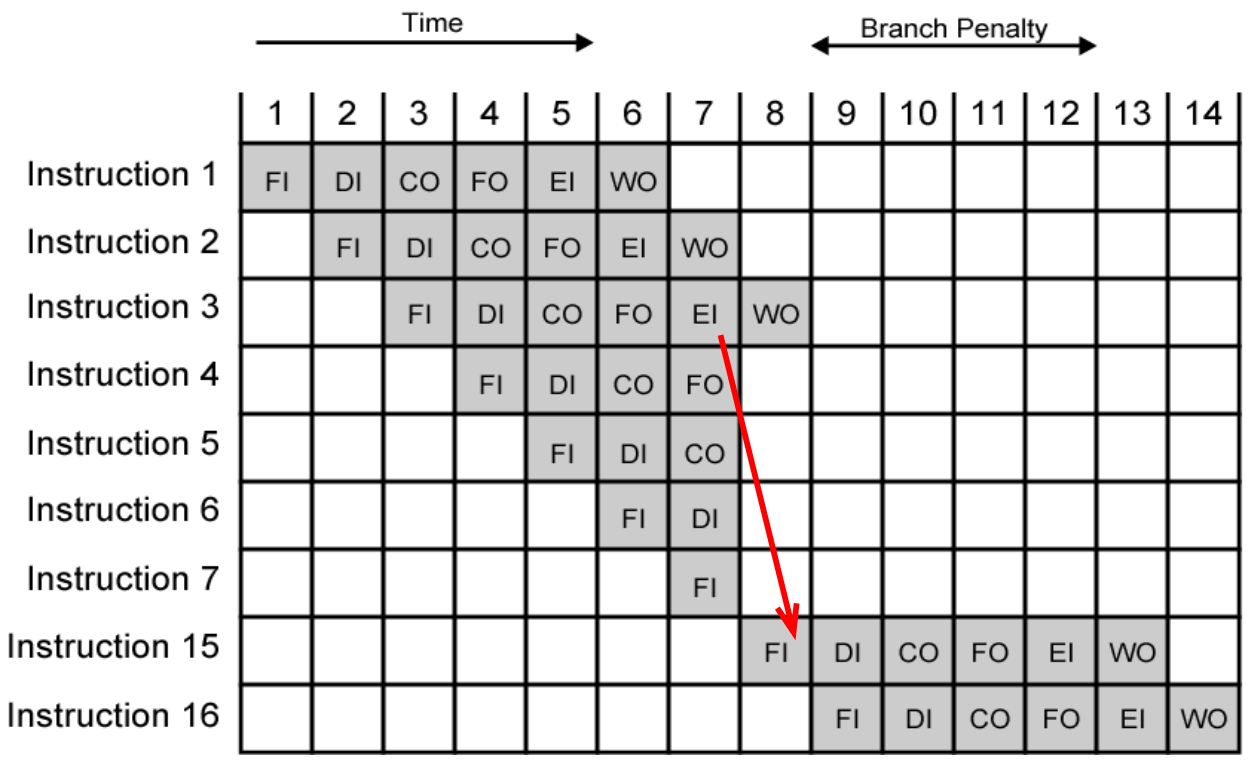 Time
Branch Penalty
1 2 3 4 5 6 7 8 9 10 11 12 13 14
Instruction 1 FI DI CO FO EI WO
Instruction 2 FI DI CO FO EI WO
Instruction 3 FI DI CO FO EI WO
Instruction 4 FI DI CO FO
Instruction 5 FI DI CO
Instruction 6 FI DI
Instruction 7 FI
Instruction 15 FI DI CO FO EI WO
Instruction 16 FI DI CO FO EI WO